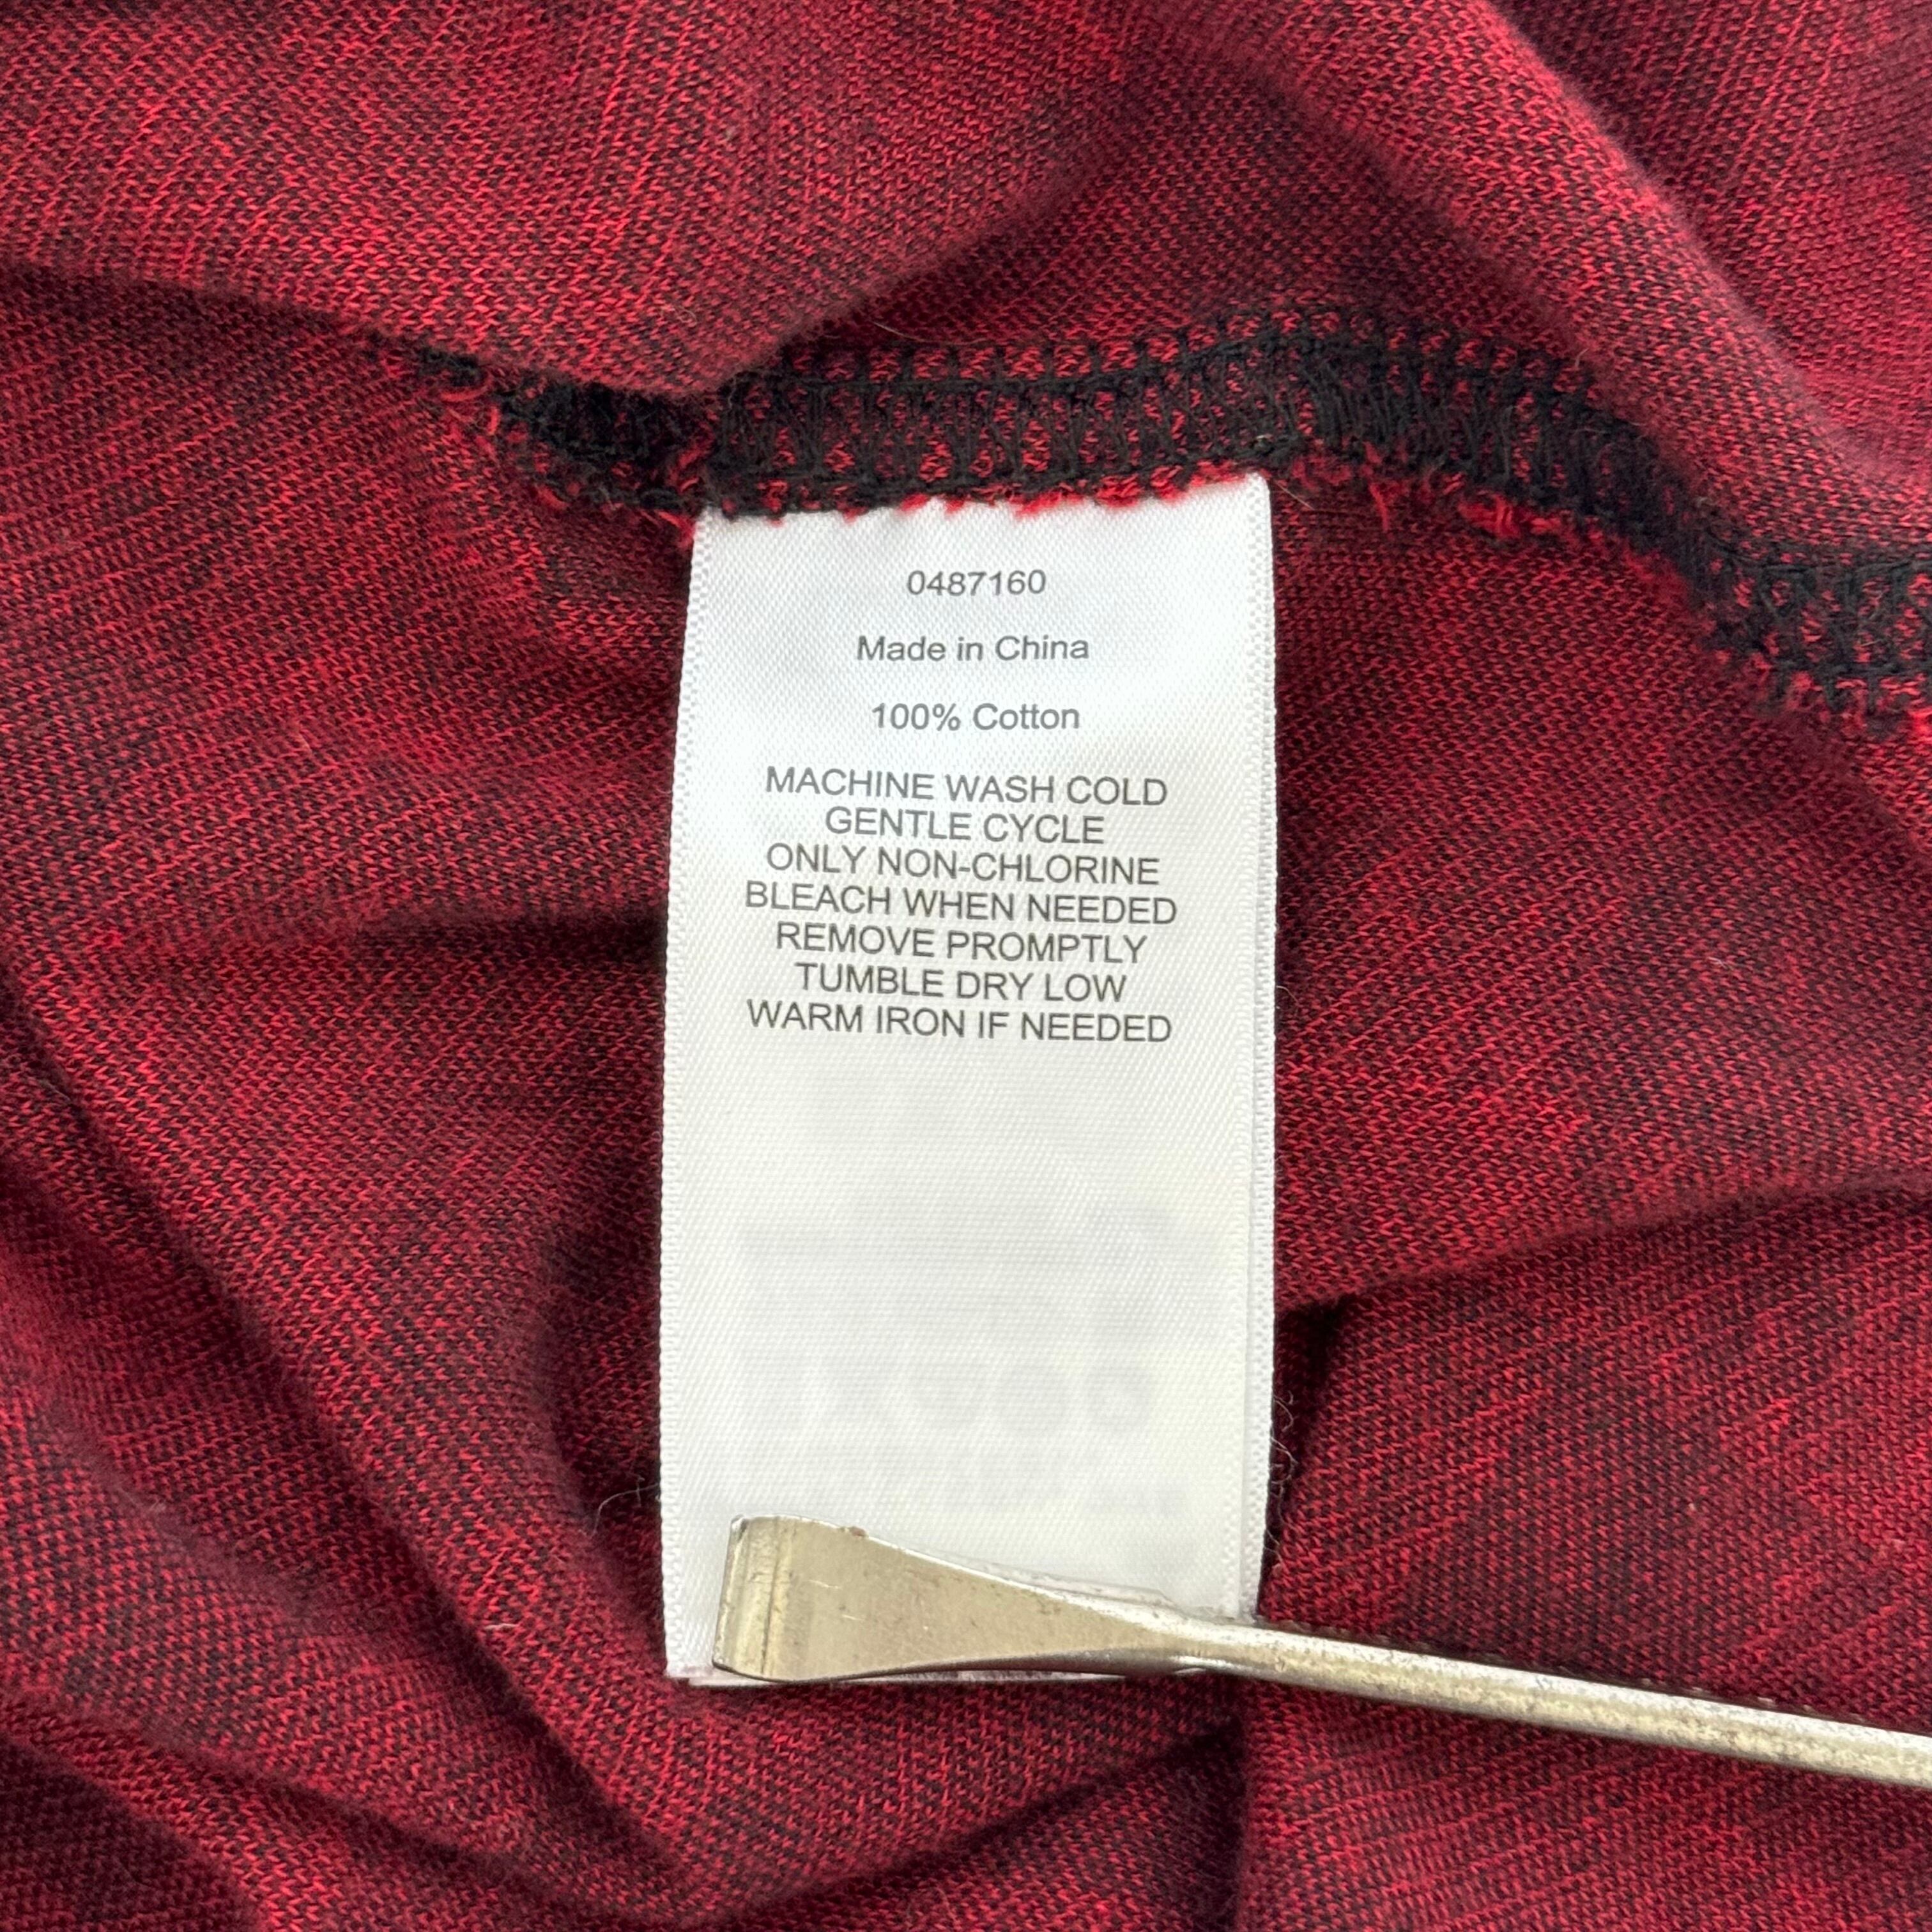 0487160
Made in China
100% Cotton
MACHINE WASH COLD
GENTLE CYCLE
ONLY NON-CHLORINE
BLEACH WHEN NEEDED
REMOVE PROMPTLY
TUMBLE DRY LOW
WARM IRON IF NEEDED